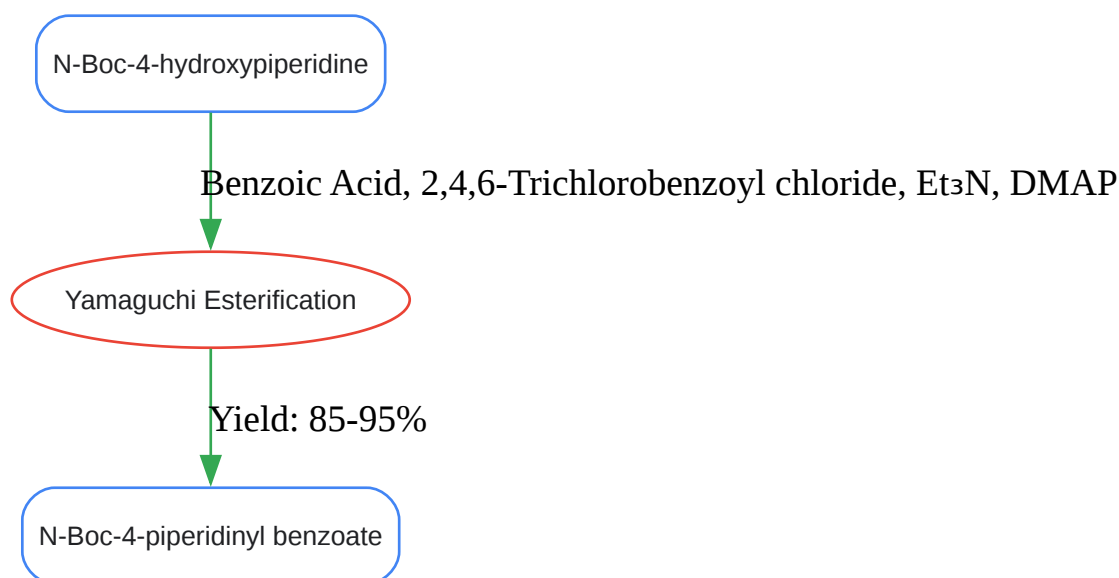 N-Boc-4-hydroxypiperidine
Benzoic Acid, 2,4,6-Trichlorobenzoyl chloride, Et₃N, DMAP
Yamaguchi Esterification
Yield: 85-95%
N-Boc-4-piperidinyl benzoate